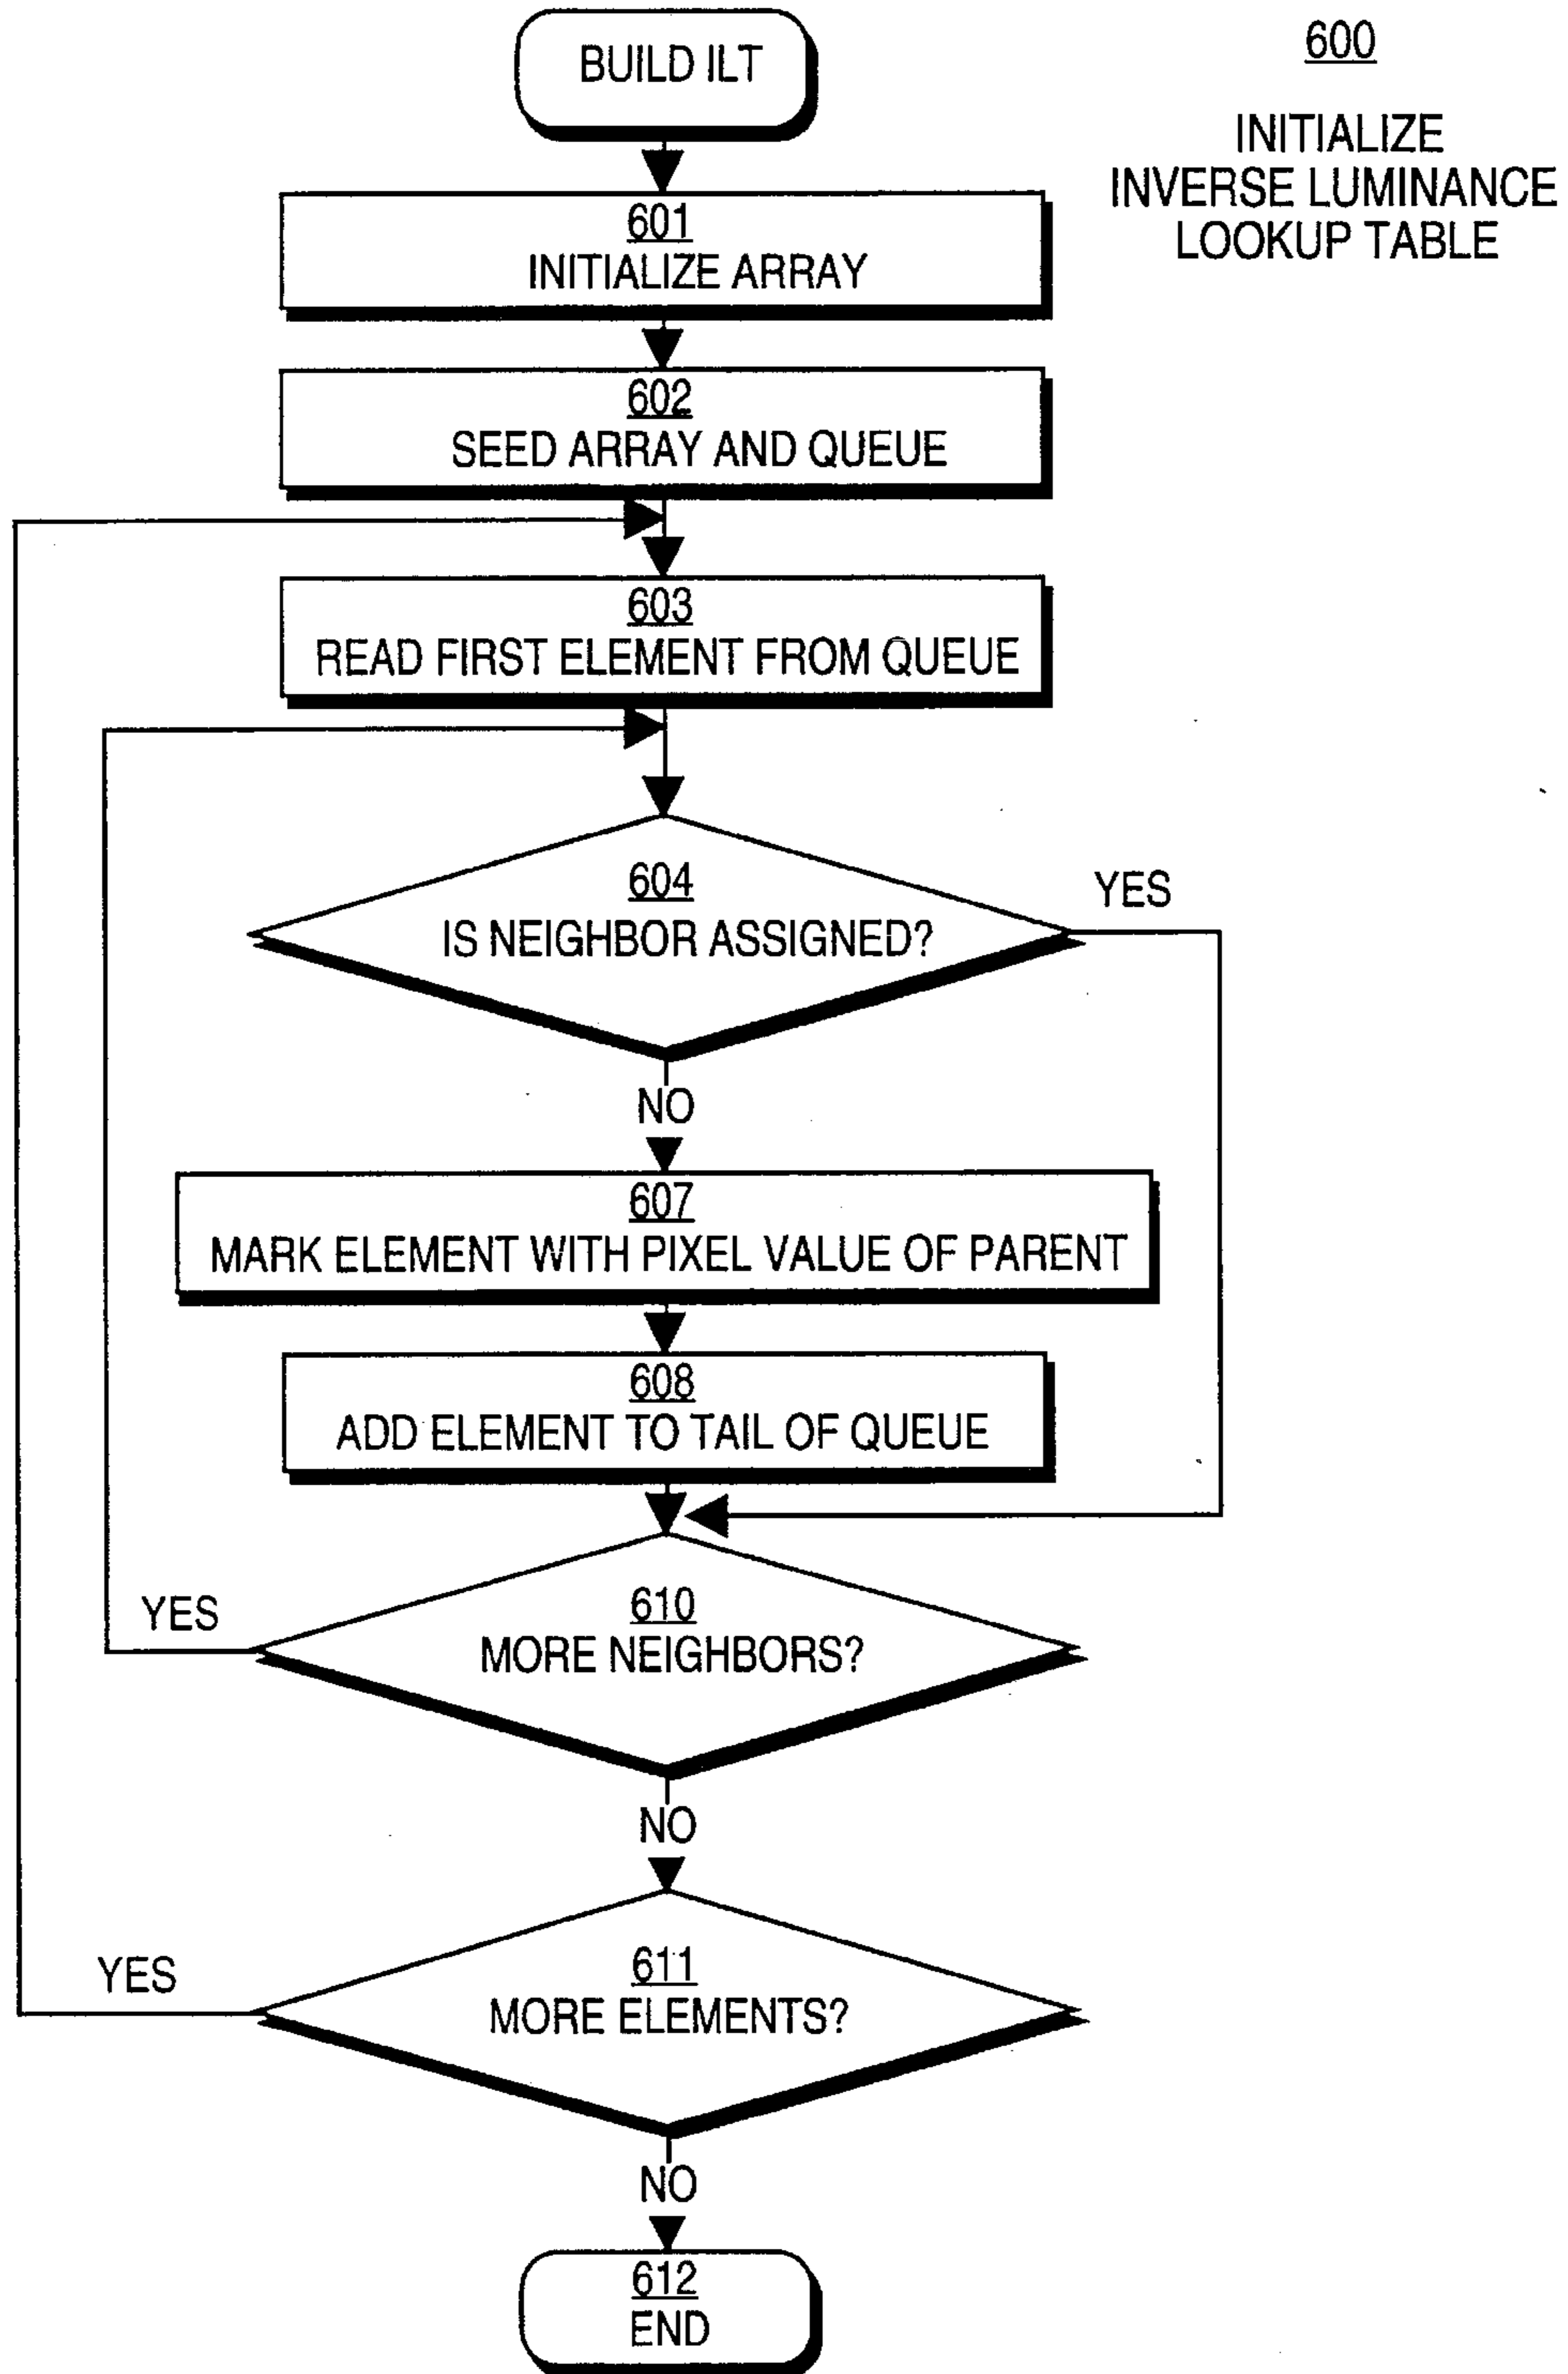 BUILD ILT
600
INITIALIZE
INVERSE LUMINANCE
LOOKUP TABLE
601
INITIALIZE ARRAY
602
SEED ARRAY AND QUEUE
603
READ FIRST ELEMENT FROM QUEUE
604
IS NEIGHBOR ASSIGNED?
YES
NO
607
MARK ELEMENT WITH PIXEL VALUE OF PARENT
608
ADD ELEMENT TO TAIL OF QUEUE
610
MORE NEIGHBORS?
YES
NO
611
MORE ELEMENTS?
YES
NO
612
END